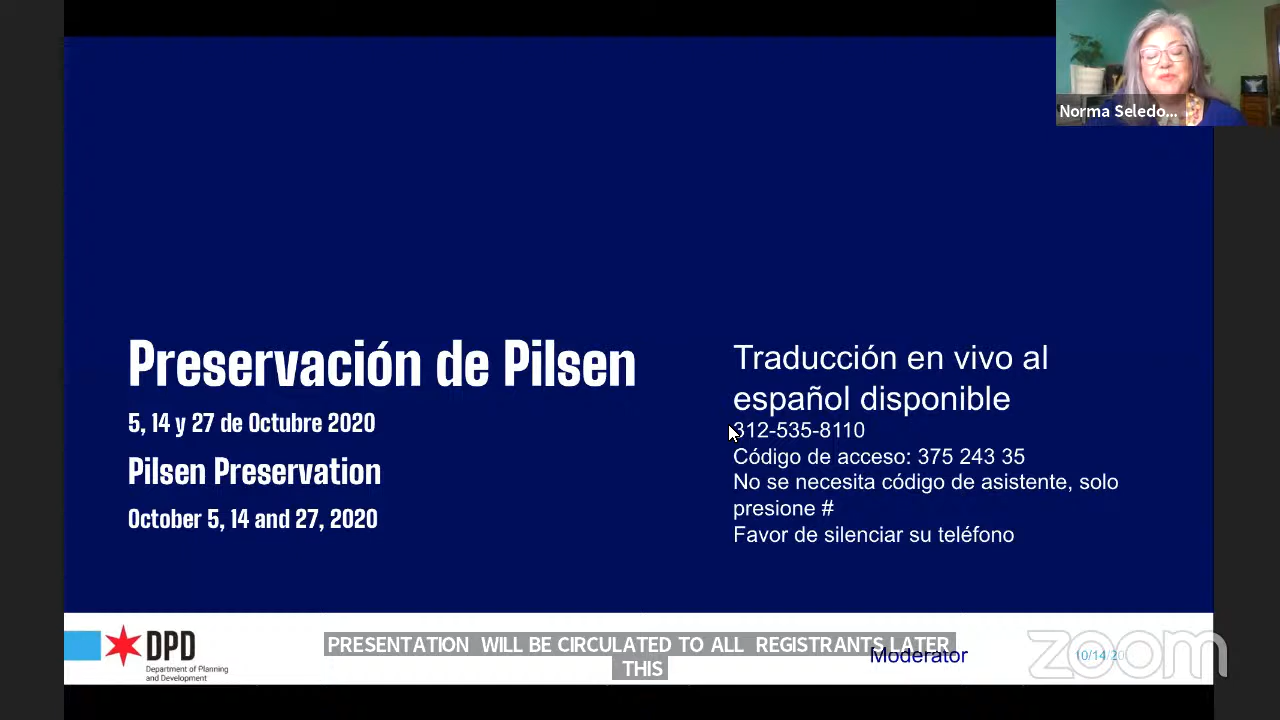 Norma Seledo...
Preservación de Pilsen
5, 14 y 27 de Octubre 2020
Pilsen Preservation
October 5, 14 and 27, 2020
Traducción en vivo al
español disponible
312-535-8110
Código de acceso: 375 243 35
No se necesita código de asistente, solo
presione #
Favor de silenciar su teléfono
DPD
Department of Planning
and Development
PRESENTATION WILL BE CIRCULATED TO ALL REGISTRANTS LATER
THIS
Moderator
10/14/20
zoom